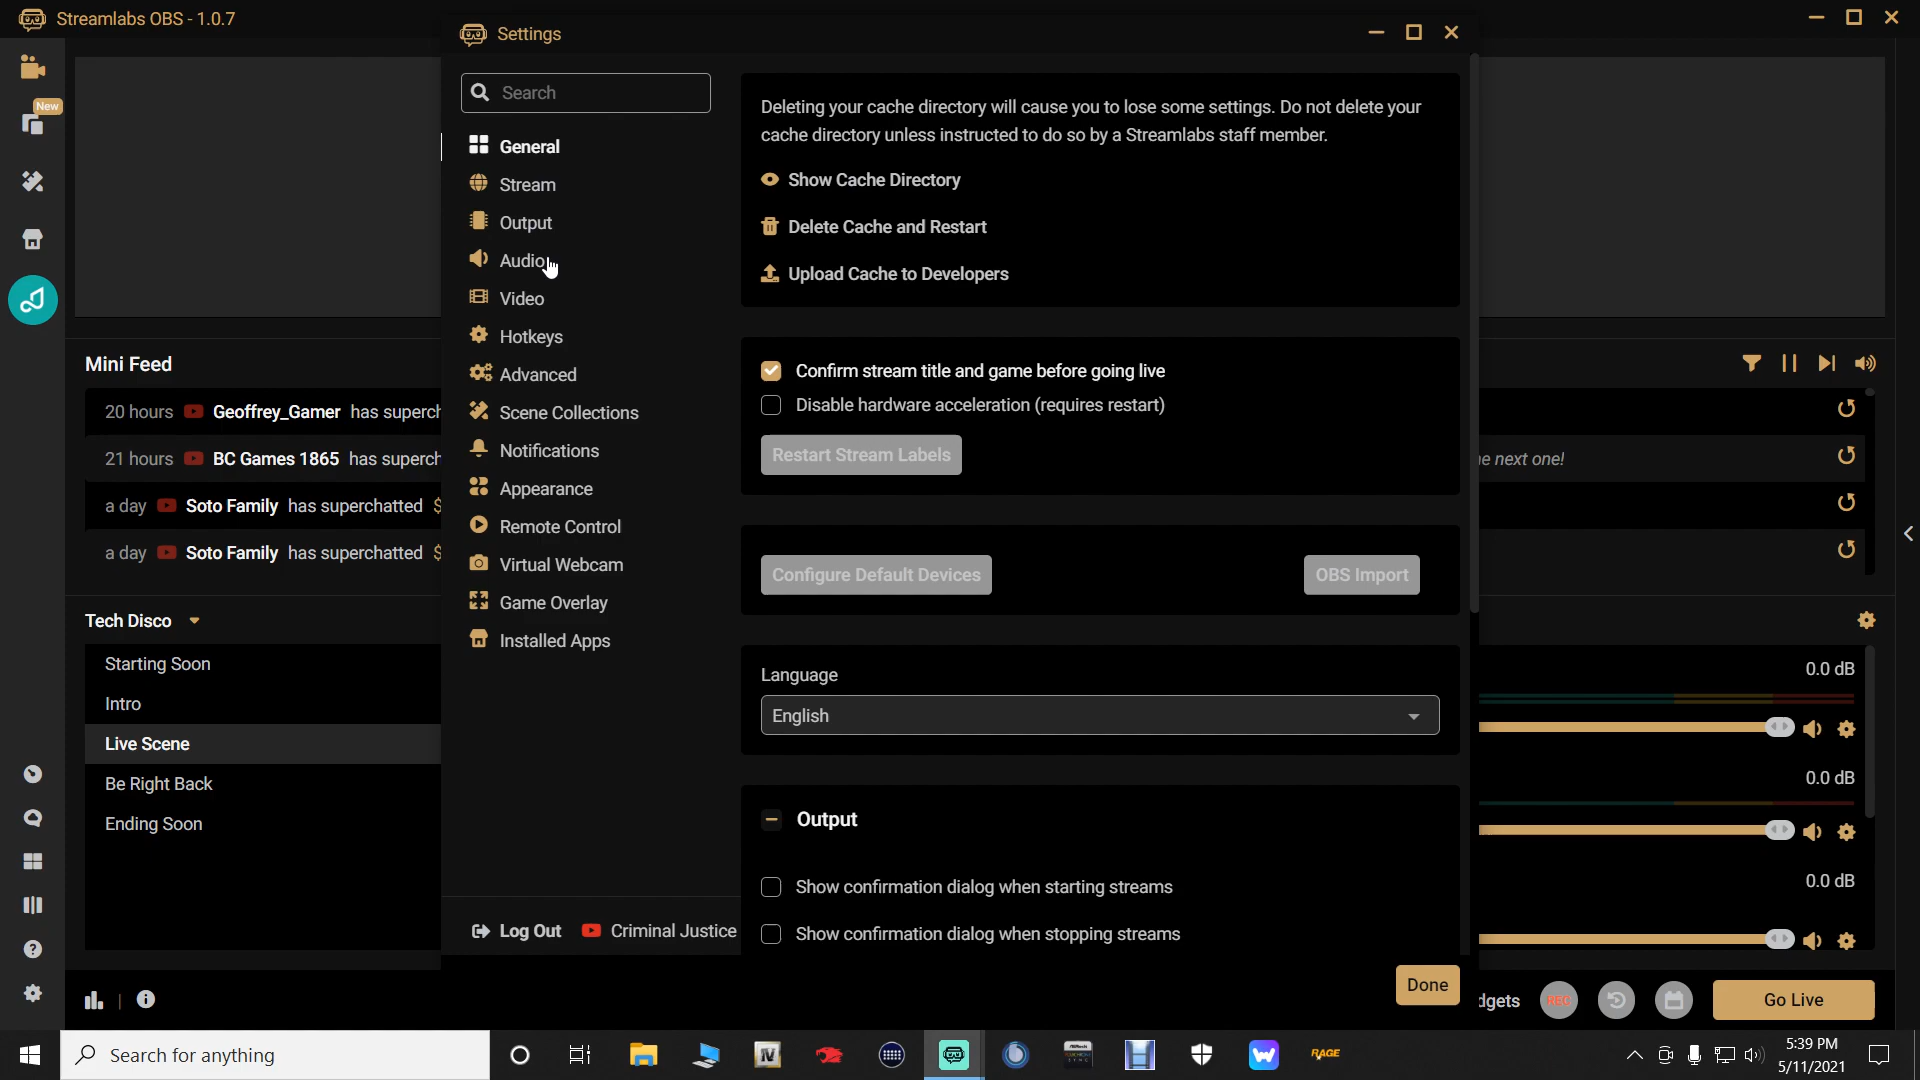 Streamlabs OBS - 1.0.7
Settings
New
Search
General
Stream
Output
Audio
Video
Hotkeys
Advanced
Scene Collections
Notifications
Appearance
Remote Control
Virtual Webcam
Game Overlay
Installed Apps
Log Out
Criminal Justice
Deleting your cache directory will cause you to lose some settings. Do not delete your
cache directory unless instructed to do so by a Streamlabs staff member.
Show Cache Directory
Delete Cache and Restart
Upload Cache to Developers
Confirm stream title and game before going live
Disable hardware acceleration (requires restart)
Restart Stream Labels
Configure Default Devices
OBS Import
Language
English
Output
Show confirmation dialog when starting streams
Show confirmation dialog when stopping streams
Done
Mini Feed
20 hours Geoffrey_Gamer has superch
21 hours BC Games 1865 has superch
a day Soto Family has superchatted $
a day Soto Family has superchatted $
e next one!
Tech Disco
Starting Soon
Intro
Live Scene
Be Right Back
Ending Soon
0.0 dB
0.0 dB
0.0 dB
dgets
REC
Go Live
Search for anything
IV
RAGE
5:39 PM
5/11/2021